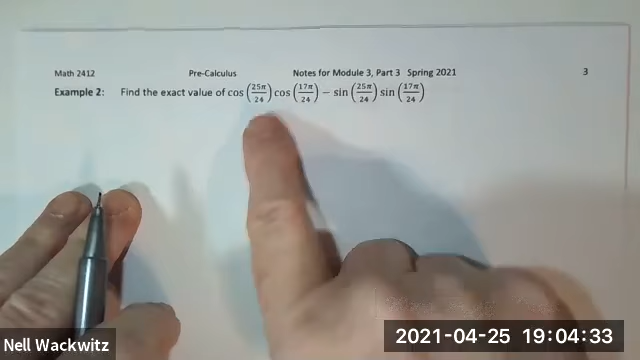 Math 2412 Pre-Calculus Notes for Module 3, Part 3 Spring 2021 3
Example 2: Find the exact value of cos (25π/24) cos (17π/24) − sin (25π/24) sin (17π/24)
Nell Wackwitz
2021-04-25 19:04:33